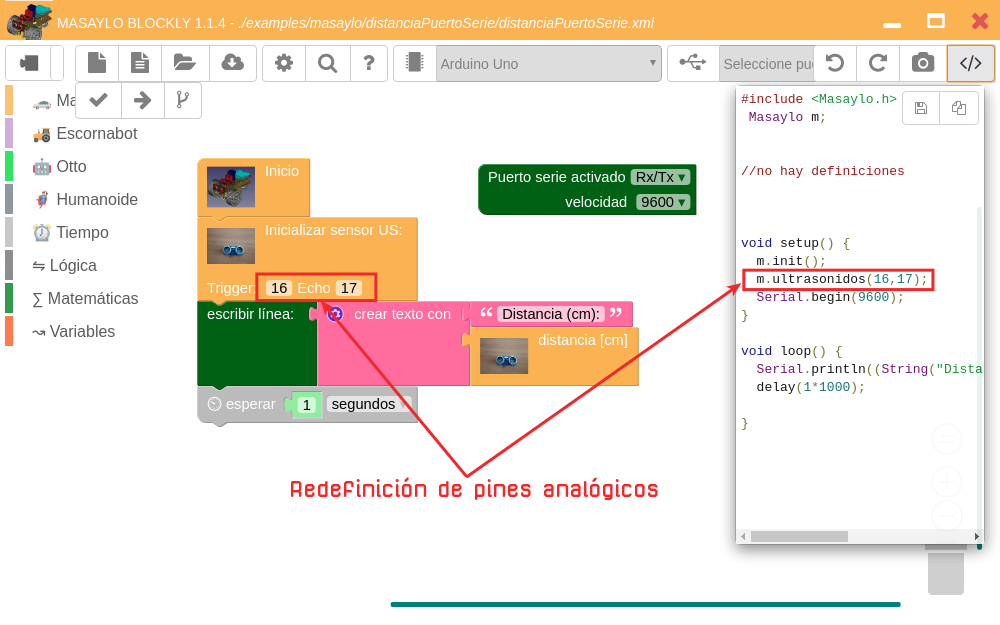 MASAYLO BLOCKLY 1.1.4 - ./examples/masaylo/distanciaPuertoSerie/distanciaPuertoSerie.xml
?
Arduino Uno
Seleccione pu
</>
Ma
Escornabot
Otto
Humanoide
Tiempo
Lógica
∑ Matemáticas
Variables
Inicio
Inicializar sensor US:
Trigger: 16 Echo 17
escribir línea: crear texto con “ Distancia (cm): ”
distancia [cm]
esperar 1 segundos
Puerto serie activado Rx/Tx
velocidad 9600
Redefinición de pines analógicos
#include <Masaylo.h>
Masaylo m;
//no hay definiciones
void setup() {
m.init();
m.ultrasonidos(16,17);
Serial.begin(9600);
}
void loop() {
Serial.println((String("Dista
delay(1*1000);
}